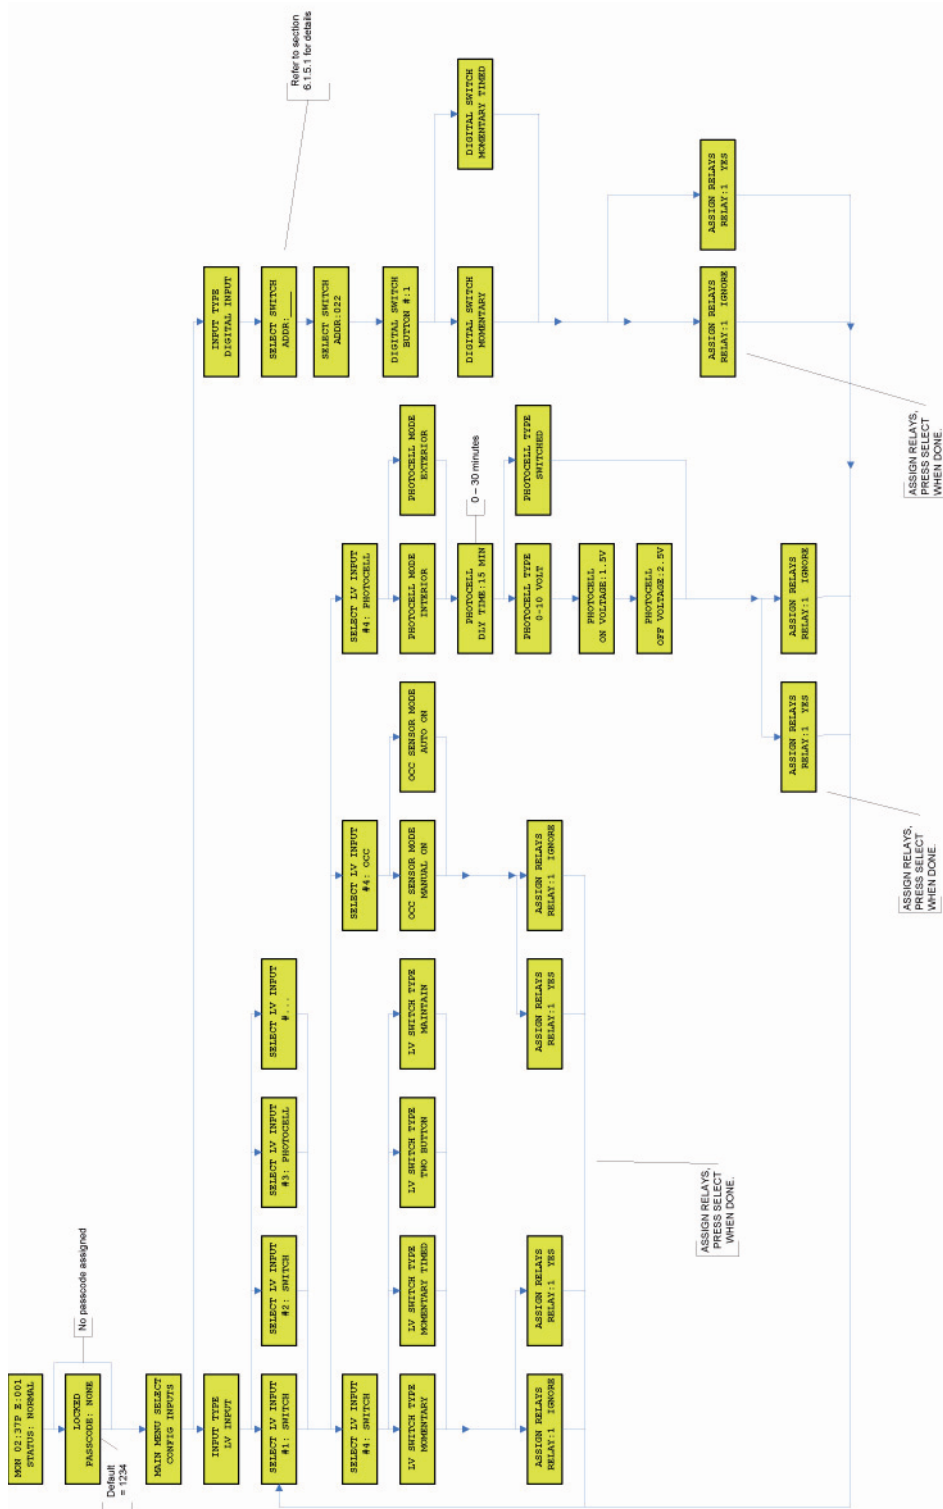 MON 02:37P E:001
STATUS: NORMAL
LOCKED
PASSCODE: NONE
No passcode assigned
Default
= 1234
MAIN MENU SELECT
CONFIG INPUTS
INPUT TYPE
LV INPUT
INPUT TYPE
DIGITAL INPUT
SELECT LV INPUT
#1: SWITCH
SELECT LV INPUT
#2: SWITCH
SELECT LV INPUT
#3: PHOTOCELL
SELECT LV INPUT
#...
SELECT SWITCH
ADDR:____
Refer to section
6.1.5.1 for details
SELECT SWITCH
ADDR:022
SELECT LV INPUT
#4: SWITCH
SELECT LV INPUT
#4: OCC
SELECT LV INPUT
#4: PHOTOCELL
DIGITAL SWITCH
BUTTON #:1
LV SWITCH TYPE
MOMENTARY
LV SWITCH TYPE
MOMENTARY TIMED
LV SWITCH TYPE
TWO BUTTON
LV SWITCH TYPE
MAINTAIN
OCC SENSOR MODE
MANUAL ON
OCC SENSOR MODE
AUTO ON
PHOTOCELL MODE
INTERIOR
PHOTOCELL MODE
EXTERIOR
PHOTOCELL
DLY TIME:15 MIN
0 – 30 minutes
DIGITAL SWITCH
MOMENTARY
DIGITAL SWITCH
MOMENTARY TIMED
ASSIGN RELAYS
RELAY:1 IGNORE
ASSIGN RELAYS
RELAY:1 YES
ASSIGN RELAYS
RELAY:1 YES
ASSIGN RELAYS
RELAY:1 IGNORE
PHOTOCELL TYPE
0-10 VOLT
PHOTOCELL TYPE
SWITCHED
PHOTOCELL
ON VOLTAGE:1.5V
PHOTOCELL
OFF VOLTAGE:2.5V
ASSIGN RELAYS,
PRESS SELECT
WHEN DONE.
ASSIGN RELAYS
RELAY:1 IGNORE
ASSIGN RELAYS
RELAY:1 YES
ASSIGN RELAYS
RELAY:1 YES
ASSIGN RELAYS
RELAY:1 IGNORE
ASSIGN RELAYS,
PRESS SELECT
WHEN DONE.
ASSIGN RELAYS,
PRESS SELECT
WHEN DONE.